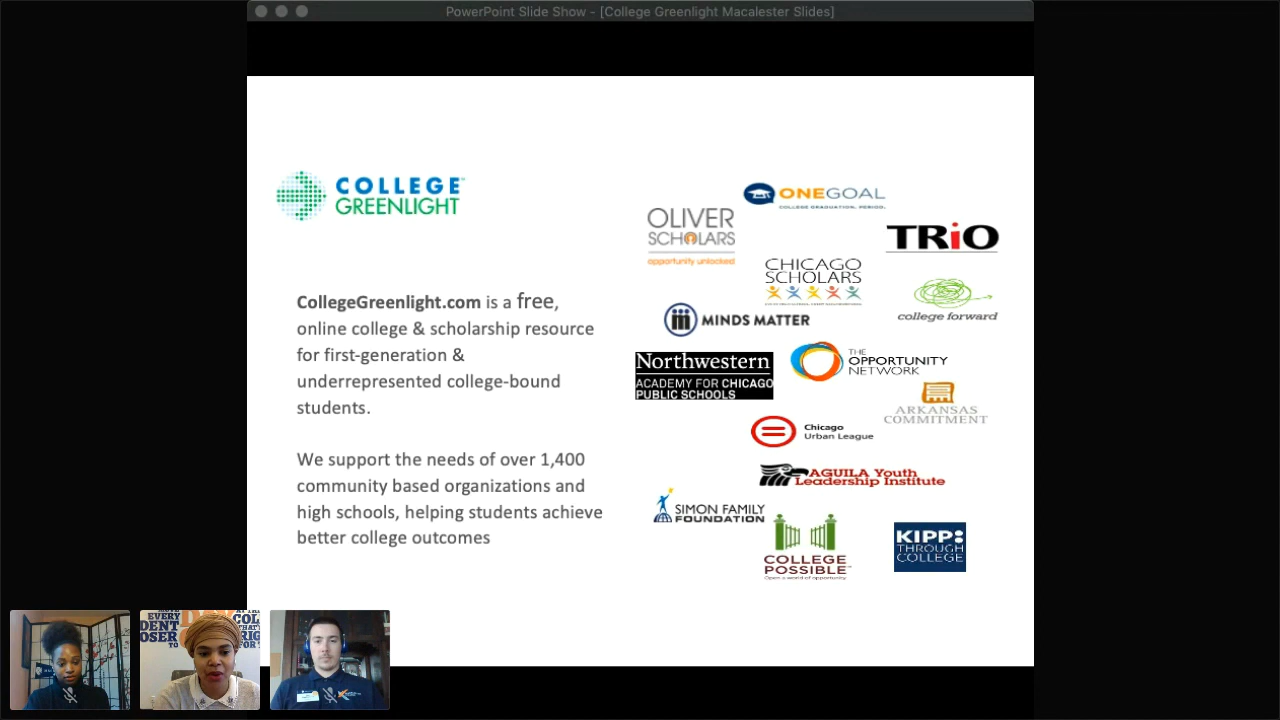 PowerPoint Slide Show - [College Greenlight Macalester Slides]
COLLEGE
GREENLIGHT
CollegeGreenlight.com is a free,
online college & scholarship resource
for first-generation &
underrepresented college-bound
students.
We support the needs of over 1,400
community based organizations and
high schools, helping students achieve
better college outcomes
ONEGOAL
COLLEGE GRADUATION. PERIOD.
OLIVER
SCHOLARS
opportunity unlocked
TRiO
CHICAGO
SCHOLARS
college forward
MINDS MATTER
Northwestern
ACADEMY FOR CHICAGO
PUBLIC SCHOOLS
THE
OPPORTUNITY
NETWORK
ARKANSAS
COMMITMENT
Chicago
Urban League
AGUILA Youth
Leadership Institute
SIMON FAMILY
FOUNDATION
COLLEGE
POSSIBLE
Open a world of opportunity
KIPP:
THROUGH
COLLEGE
EVERY
DENT
OSER
TO